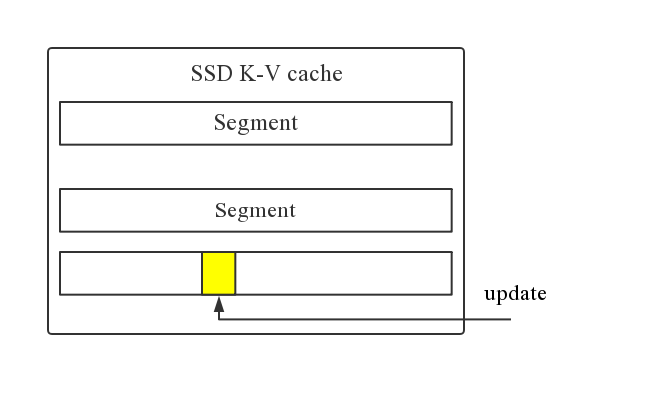 SSD K-V cache
Segment
Segment
update